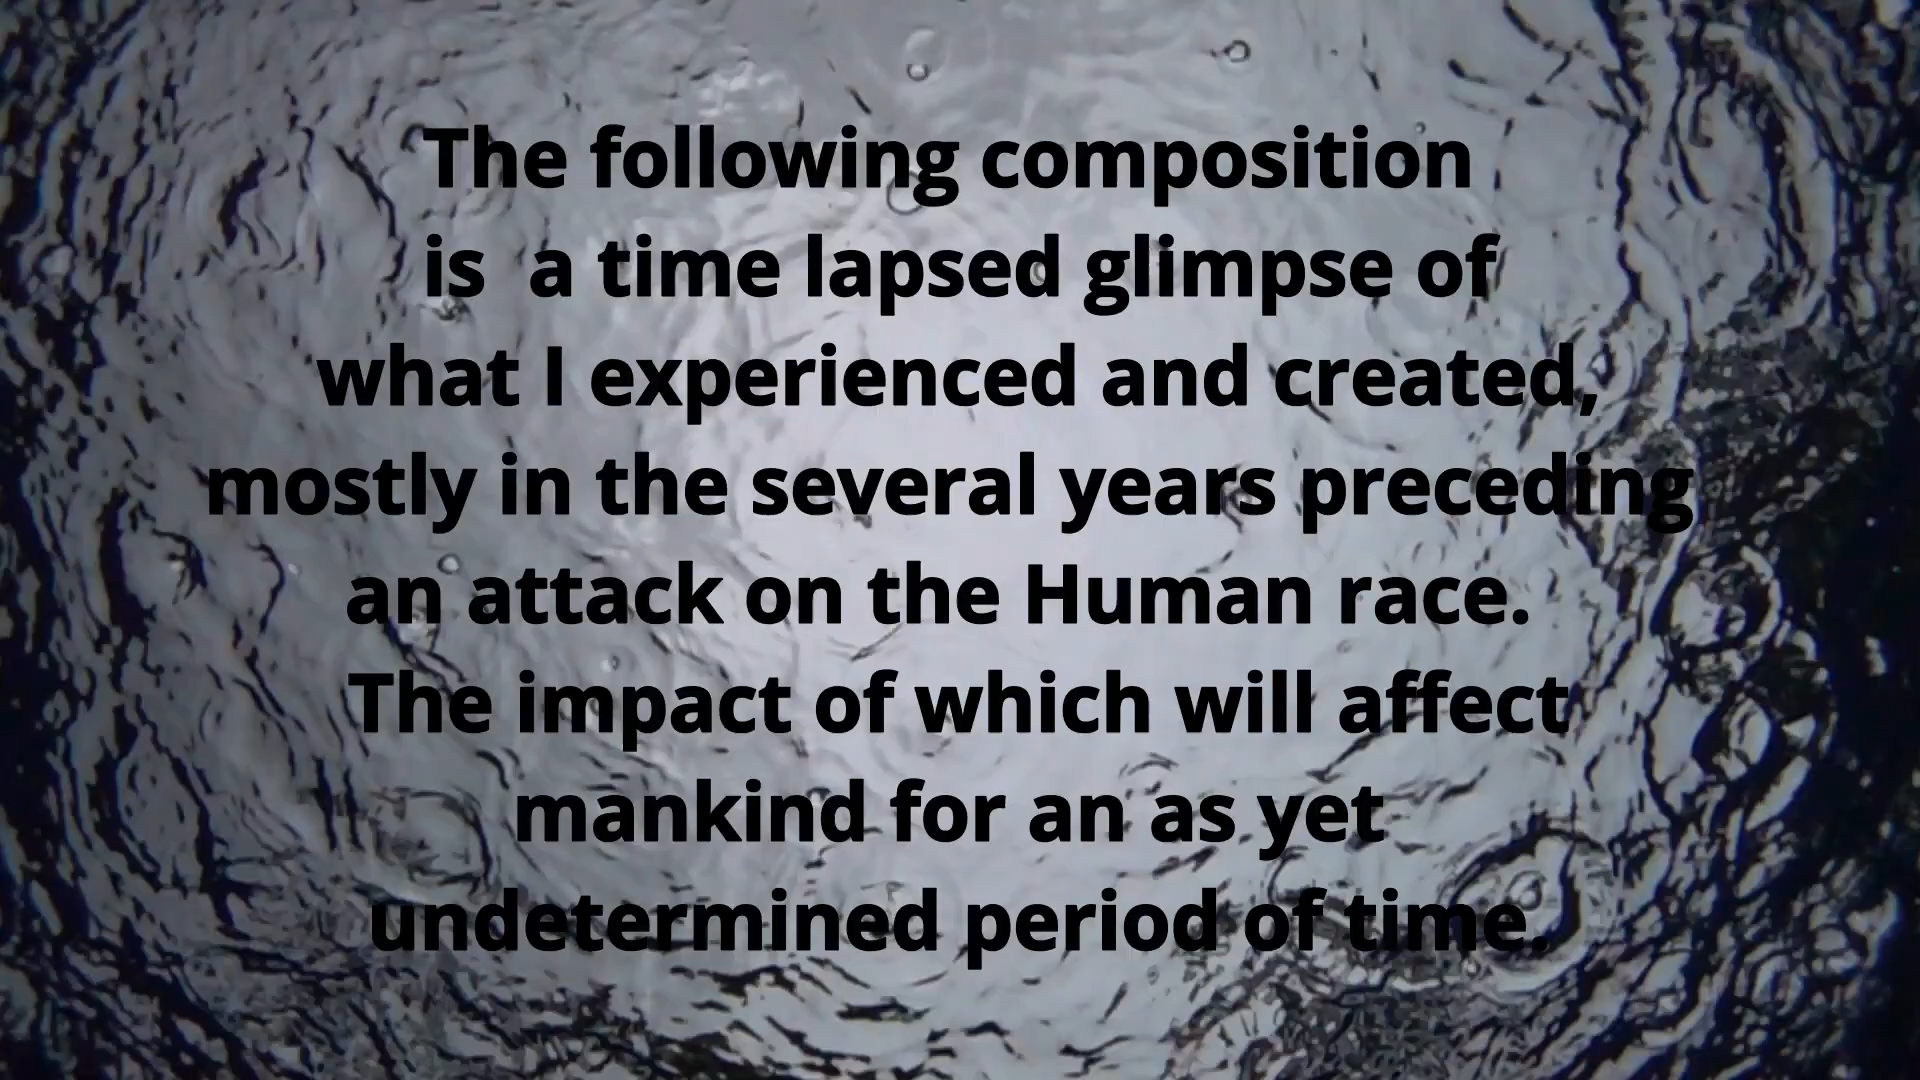 The following composition
is  a time lapsed glimpse of
what I experienced and created,
mostly in the several years preceding
an attack on the Human race.
The impact of which will affect
mankind for an as yet
undetermined period of time.